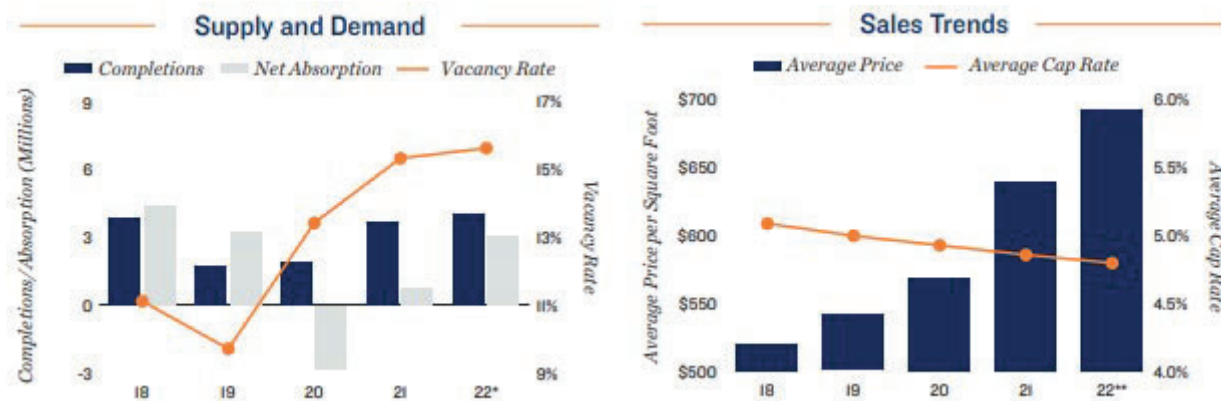 Supply and Demand
Completions Net Absorption Vacancy Rate
Completions/Absorption (Millions)
9
6
3
0
-3
17%
15%
13%
11%
9%
Vacancy Rate
18 19 20 21 22*
Sales Trends
Average Price Average Cap Rate
Average Price per Square Foot
$700
$650
$600
$550
$500
6.0%
5.5%
5.0%
4.5%
4.0%
Average Cap Rate
18 19 20 21 22**